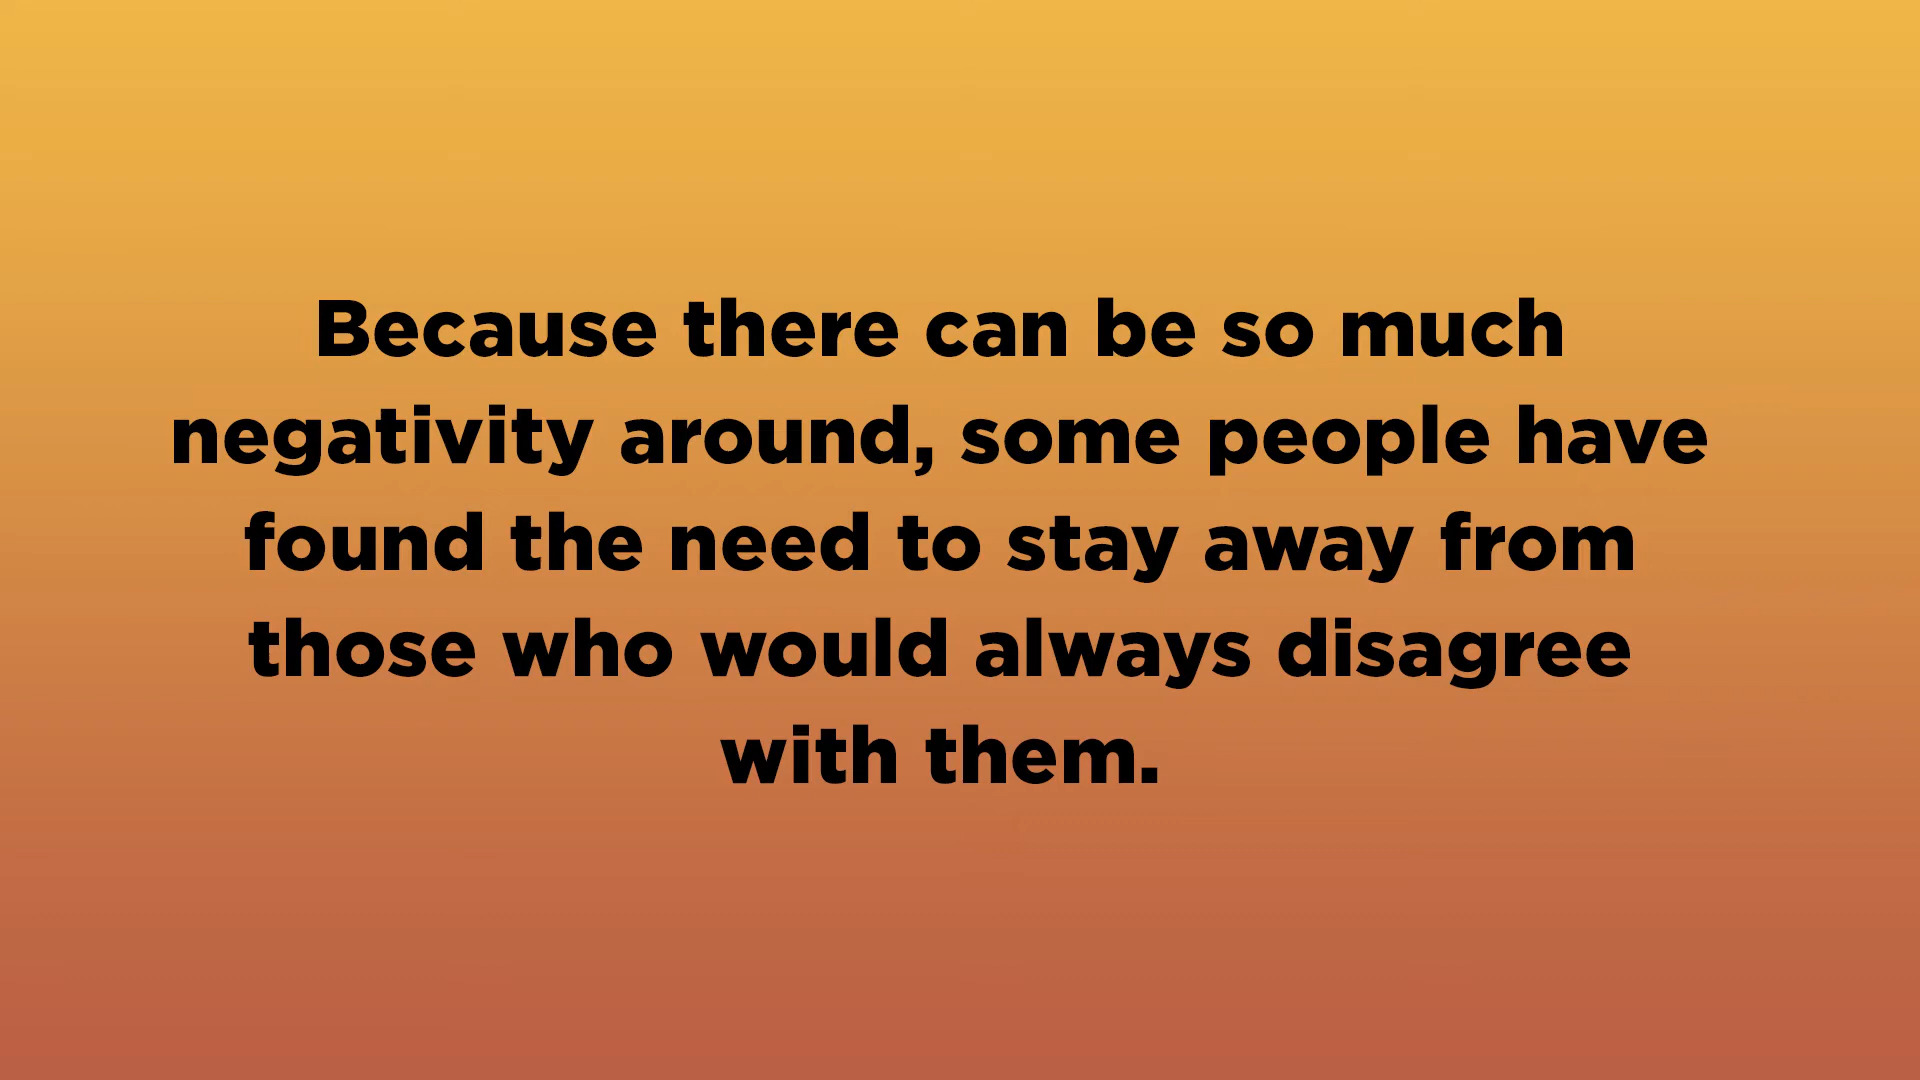 Because there can be so much
negativity around, some people have
found the need to stay away from
those who would always disagree
with them.